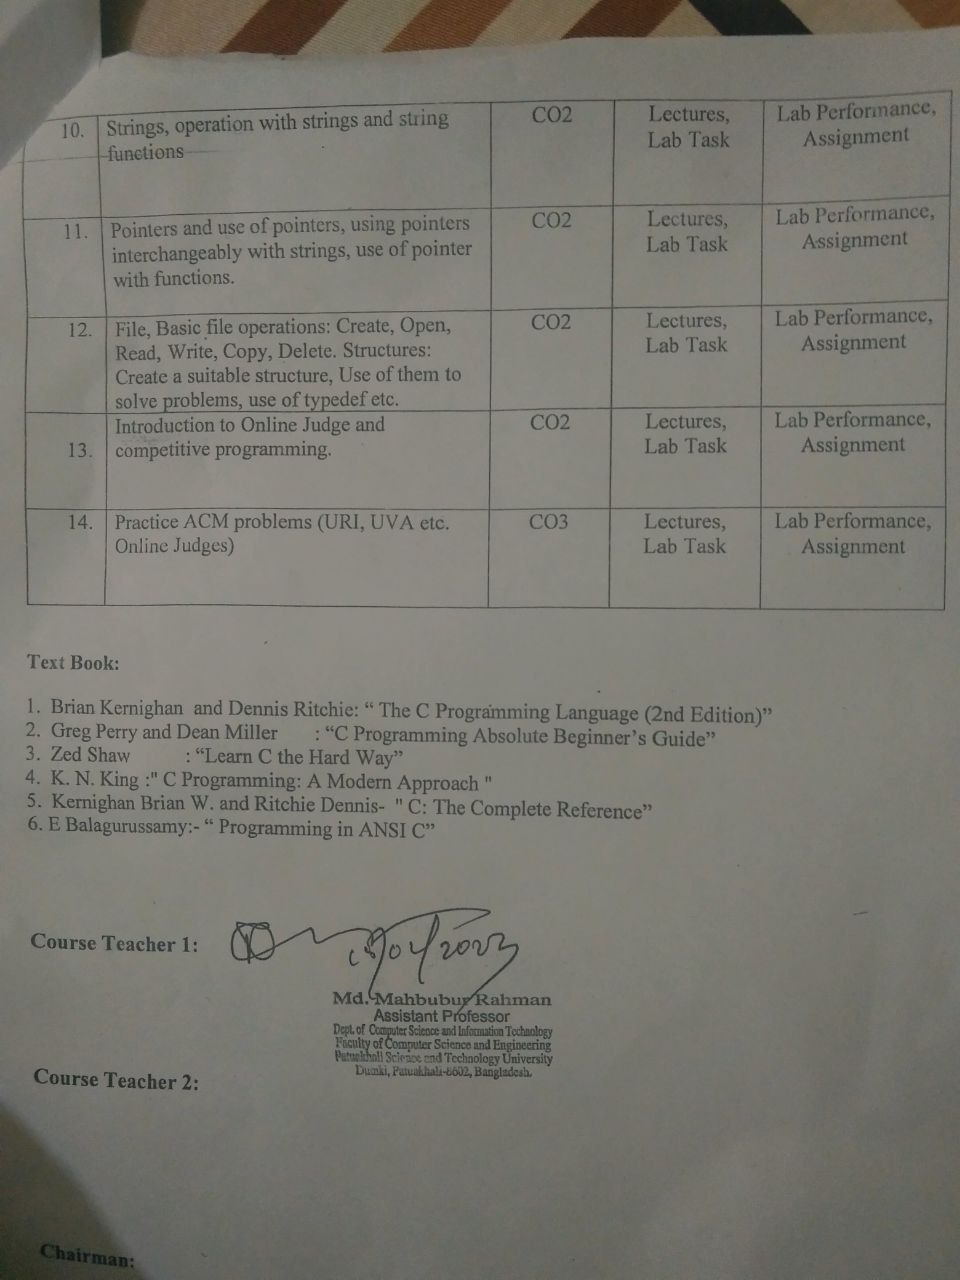 10. Strings, operation with strings and string CO2 Lectures, Lab Performance,
functions Lab Task Assignment
11. Pointers and use of pointers, using pointers CO2 Lectures, Lab Performance,
interchangeably with strings, use of pointer Lab Task Assignment
with functions.
12. File, Basic file operations: Create, Open, CO2 Lectures, Lab Performance,
Read, Write, Copy, Delete. Structures: Lab Task Assignment
Create a suitable structure, Use of them to
solve problems, use of typedef etc.
Introduction to Online Judge and CO2 Lectures, Lab Performance,
13. competitive programming. Lab Task Assignment
14. Practice ACM problems (URI, UVA etc. CO3 Lectures, Lab Performance,
Online Judges) Lab Task Assignment
Text Book:
1. Brian Kernighan and Dennis Ritchie: “ The C Programming Language (2nd Edition)”
2. Greg Perry and Dean Miller : “C Programming Absolute Beginner’s Guide”
3. Zed Shaw : “Learn C the Hard Way”
4. K. N. King :" C Programming: A Modern Approach "
5. Kernighan Brian W. and Ritchie Dennis- " C: The Complete Reference”
6. E Balagurussamy:- “ Programming in ANSI C”
Course Teacher 1:
Md. Mahbubur Rahman
Assistant Professor
Dept. of Computer Science and Information Technology
Faculty of Computer Science and Engineering
Patuakhali Science and Technology University
Dumki, Patuakhali-8602, Bangladesh.
Course Teacher 2:
Chairman: